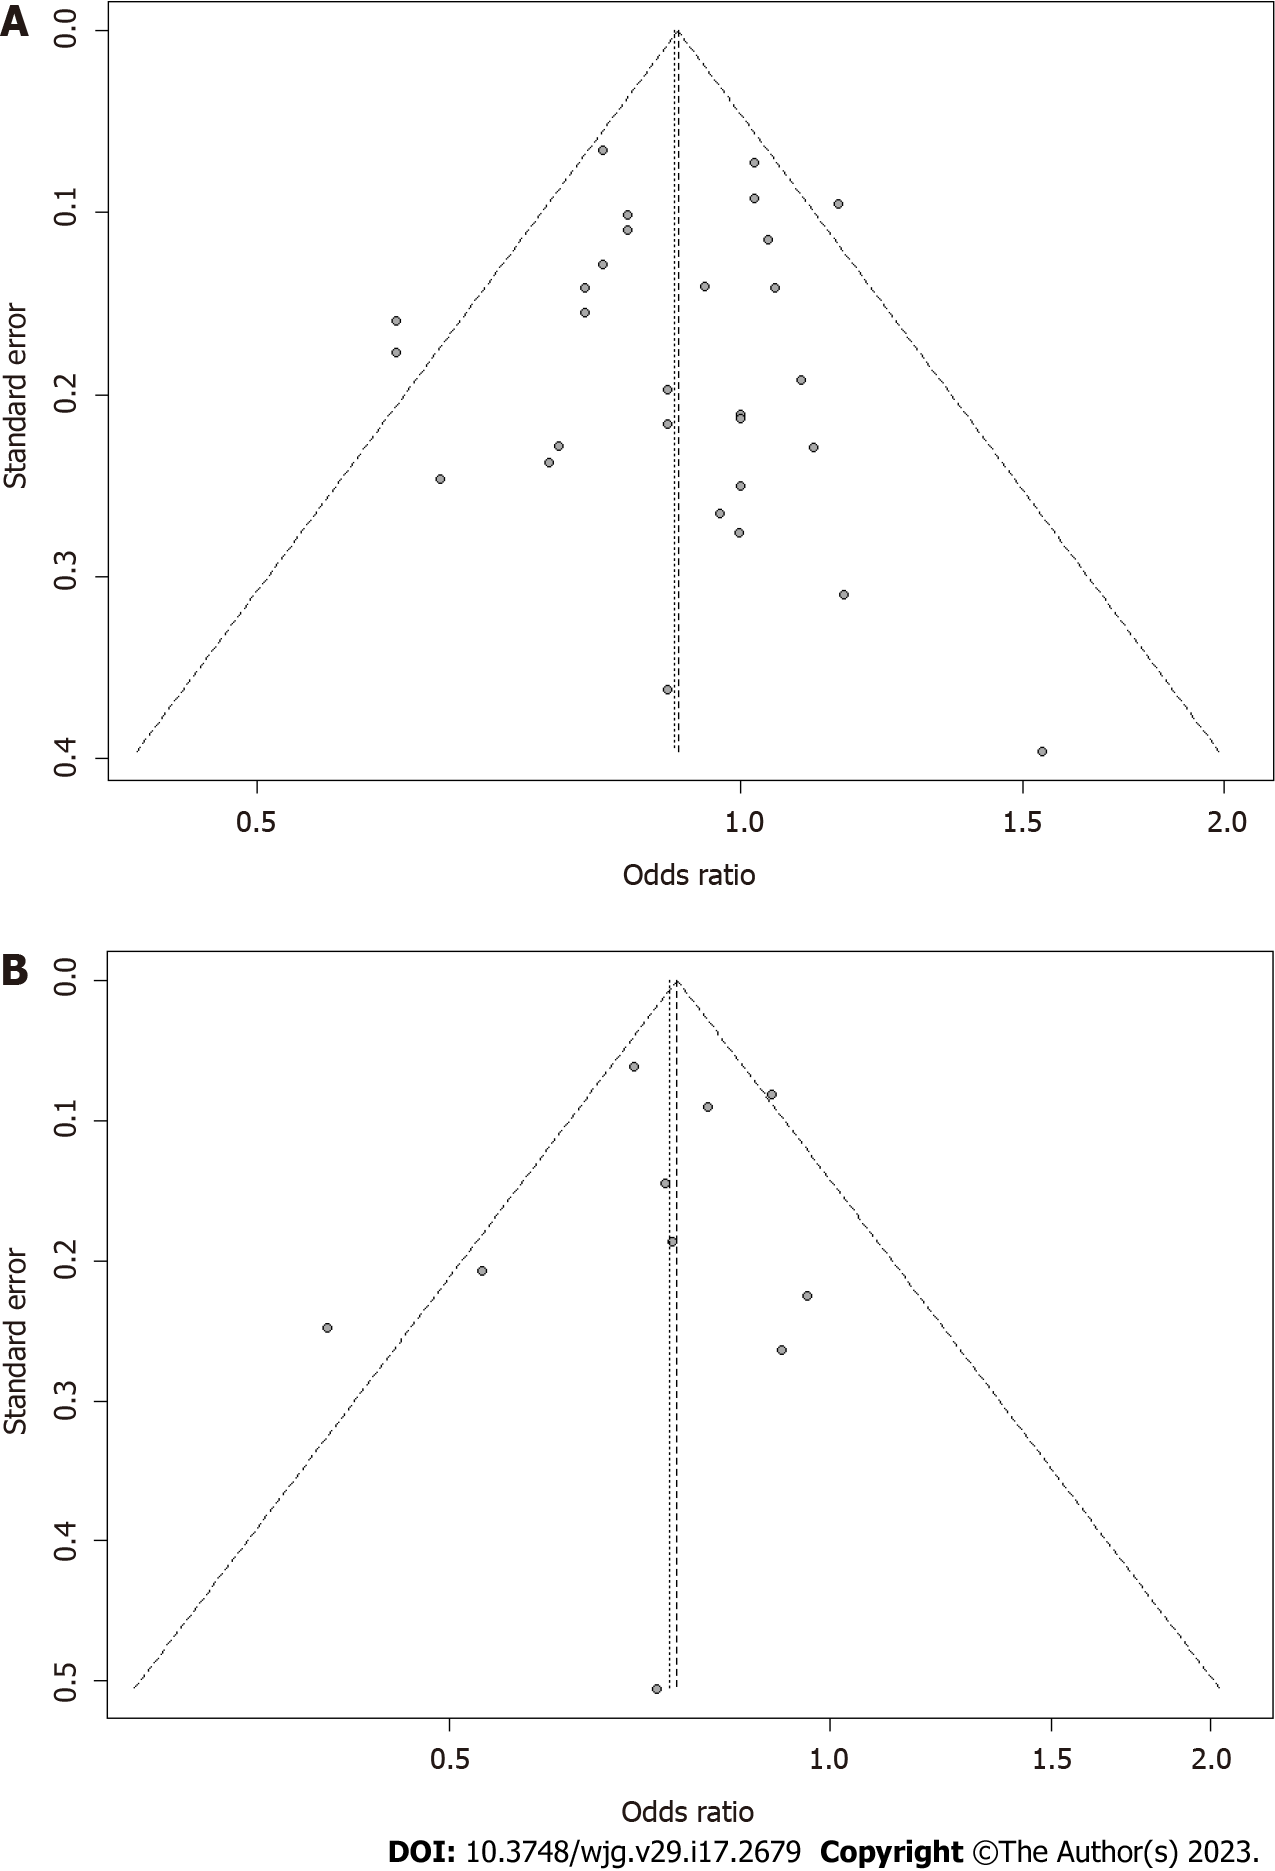 A
0.0
0.1
0.2
0.3
0.4
Standard error
0.5 1.0 1.5 2.0
Odds ratio
B
0.0
0.1
0.2
0.3
0.4
0.5
Standard error
0.5 1.0 1.5 2.0
Odds ratio
DOI: 10.3748/wjg.v29.i17.2679 Copyright ©The Author(s) 2023.